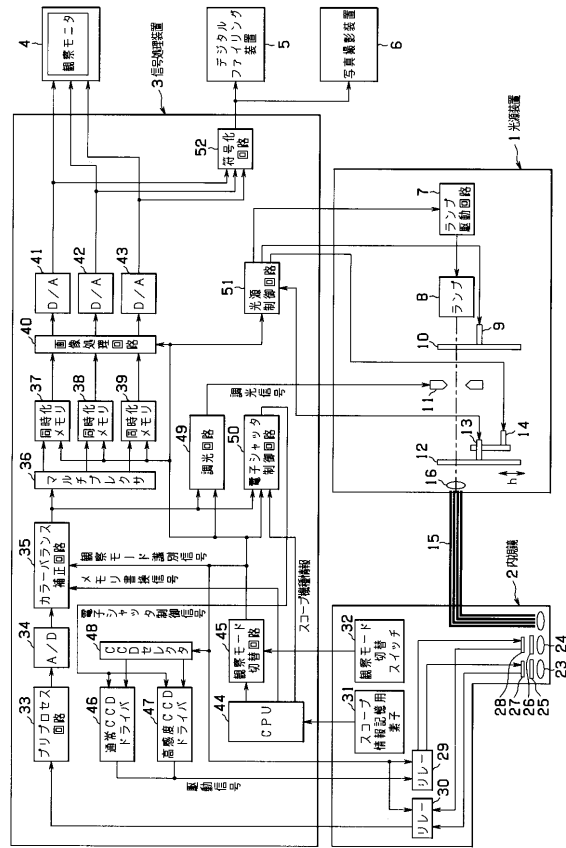 4
観察モニタ
デジタル
ファイリング
装置
5
写真撮影装置
6
3 信号処理装置
52
符号化
回路
41
D/A
42
D/A
43
D/A
40
画像処理回路
37
同時化
メモリ
38
同時化
メモリ
39
同時化
メモリ
36
マルチプレクサ
35
カラーバランス
補正回路
34
A/D
33
プリプロセス
回路
観察モード識別信号
メモリ書換信号
電子シャッタ制御信号
49
調光回路
50
電子シャッタ
制御回路
51
光源
制御回路
調光信号
スコープ機種情報
48
CCDセレクタ
46
通常CCD
ドライバ
47
高感度CCD
ドライバ
駆動信号
45
観察モード
切替回路
44
CPU
1 光源装置
7
ランプ
駆動回路
8
ランプ
9
10
11
12
13
14
16
h
15
2 内視鏡
32
観察モード
切替
スイッチ
31
スコープ
情報記憶用
素子
29
リレー
30
リレー
28
27
26
25
24
23